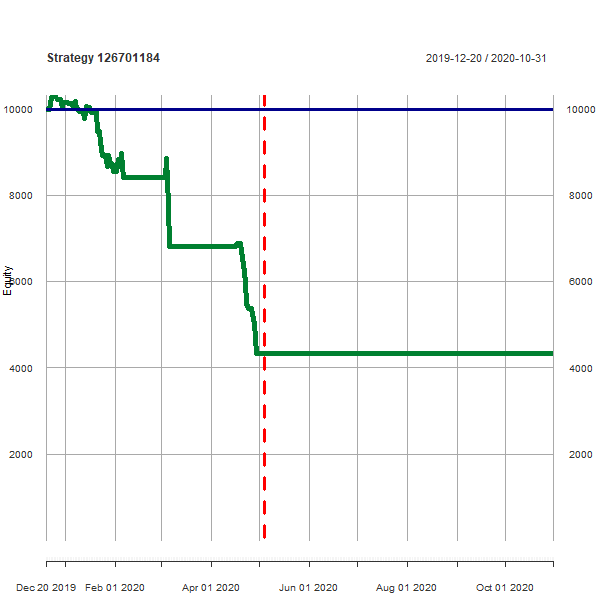 Strategy 126701184
2019-12-20 / 2020-10-31
10000
10000
8000
8000
Equity
6000
6000
4000
4000
2000
2000
Dec 20 2019
Feb 01 2020
Apr 01 2020
Jun 01 2020
Aug 01 2020
Oct 01 2020